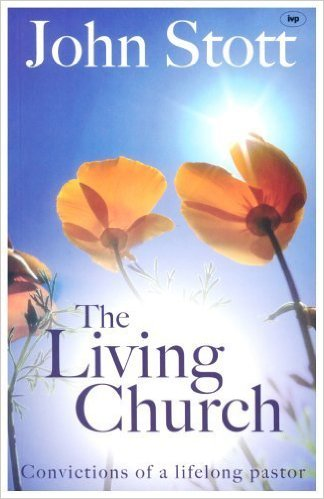 John Stott
ivp
The
Living
Church
Convictions of a lifelong pastor